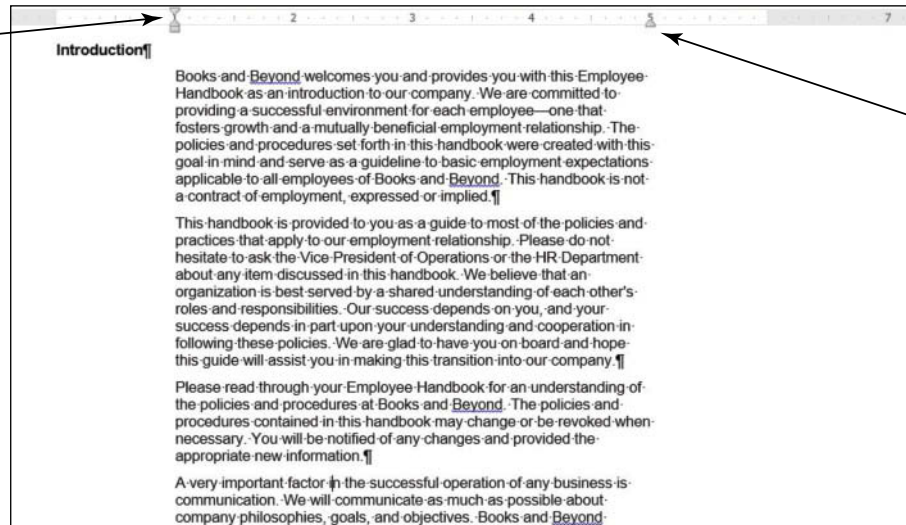 2 3 4 5 7
Introduction¶
Books·and·Beyond·welcomes·you·and·provides·you·with·this·Employee·
Handbook·as·an·introduction·to·our·company.·We·are·committed·to·
providing·a·successful·environment·for·each·employee—one·that·
fosters·growth·and·a·mutually·beneficial·employment·relationship.·The·
policies·and·procedures·set·forth·in·this·handbook·were·created·with·this·
goal·in·mind·and·serve·as·a·guideline·to·basic·employment·expectations·
applicable·to·all·employees·of·Books·and·Beyond.·This·handbook·is·not·
a·contract·of·employment,·expressed·or·implied.¶
This·handbook·is·provided·to·you·as·a·guide·to·most·of·the·policies·and·
practices·that·apply·to·our·employment·relationship.·Please·do·not·
hesitate·to·ask·the·Vice·President·of·Operations·or·the·HR·Department·
about·any·item·discussed·in·this·handbook.·We·believe·that·an·
organization·is·best·served·by·a·shared·understanding·of·each·other's·
roles·and·responsibilities.·Our·success·depends·on·you,·and·your·
success·depends·in·part·upon·your·understanding·and·cooperation·in·
following·these·policies.·We·are·glad·to·have·you·on·board·and·hope·
this·guide·will·assist·you·in·making·this·transition·into·our·company.¶
Please·read·through·your·Employee·Handbook·for·an·understanding·of·
the·policies·and·procedures·at·Books·and·Beyond.·The·policies·and·
procedures·contained·in·this·handbook·may·change·or·be·revoked·when·
necessary.·You·will·be·notified·of·any·changes·and·provided·the·
appropriate·new·information.¶
A·very·important·factor·in·the·successful·operation·of·any·business·is·
communication.·We·will·communicate·as·much·as·possible·about·
company·philosophies,·goals,·and·objectives.·Books·and·Beyond·